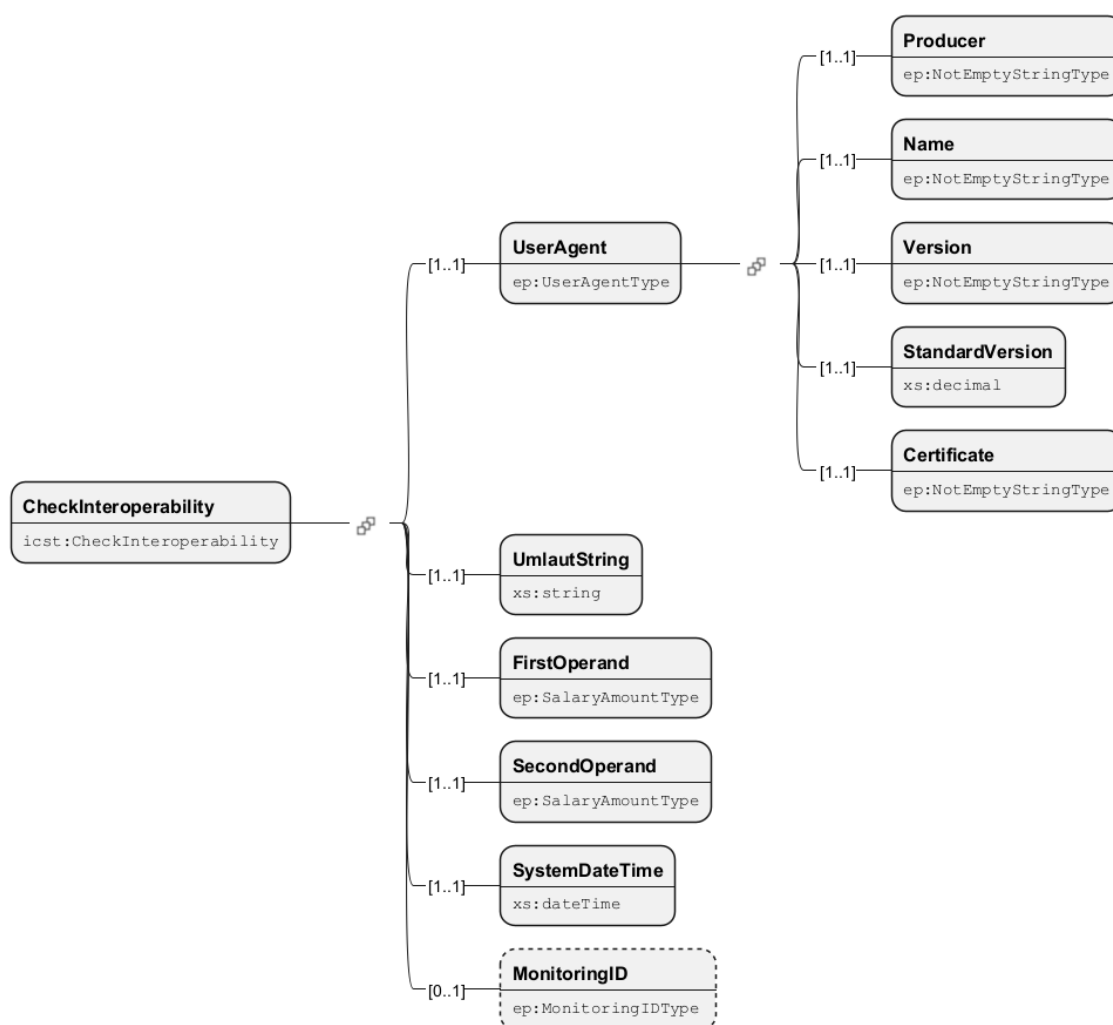 Producer
[1..1]
ep:NotEmptyStringType
Name
[1..1]
ep:NotEmptyStringType
UserAgent
[1..1]
ep:UserAgentType
Version
[1..1]
ep:NotEmptyStringType
StandardVersion
[1..1]
xs:decimal
Certificate
[1..1]
ep:NotEmptyStringType
CheckInteroperability
icst:CheckInteroperability
UmlautString
[1..1]
xs:string
FirstOperand
[1..1]
ep:SalaryAmountType
SecondOperand
[1..1]
ep:SalaryAmountType
SystemDateTime
[1..1]
xs:dateTime
MonitoringID
[0..1]
ep:MonitoringIDType